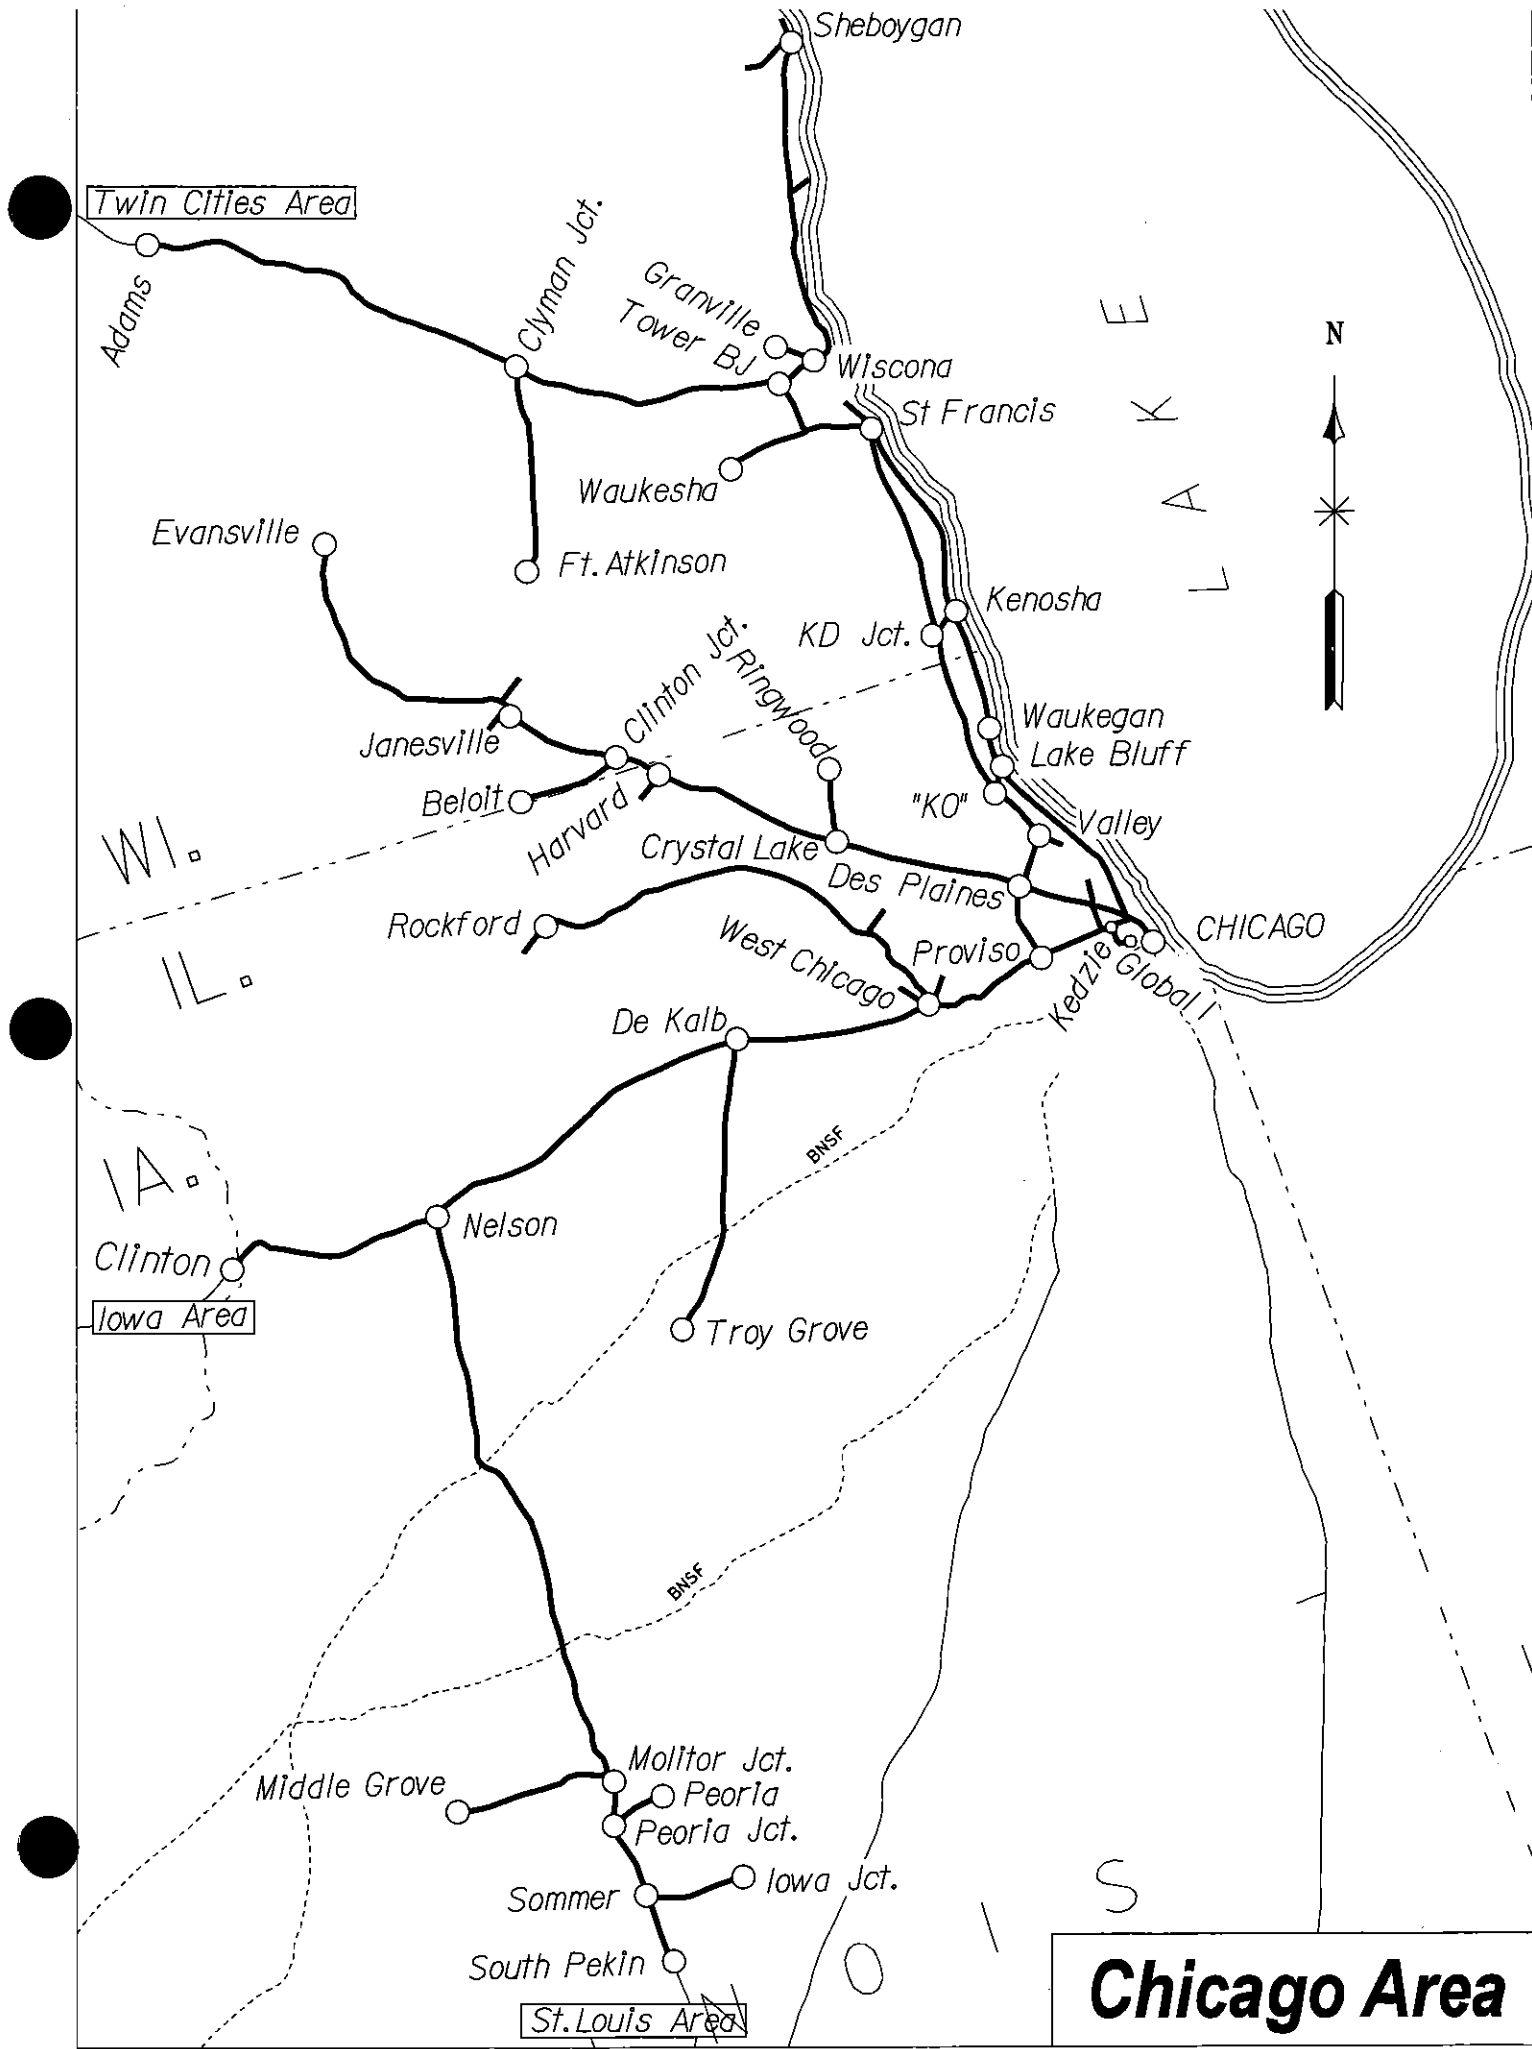 Sheboygan
Twin Cities Area
Adams
Clyman Jct.
Granville
Tower BJ
Wiscona
St Francis
Waukesha
LAKE
N
Evansville
Ft. Atkinson
Kenosha
KD Jct.
Clinton Jct.
Ringwood
Janesville
Waukegan
Lake Bluff
Beloit
Harvard
"KO"
Valley
WI.
Crystal Lake
Des Plaines
Rockford
West Chicago
Proviso
Kedzie
Global I
CHICAGO
IL.
De Kalb
BNSF
IA.
Nelson
Clinton
Iowa Area
Troy Grove
BNSF
Molitor Jct.
Middle Grove
Peoria
Peoria Jct.
Iowa Jct.
Sommer
South Pekin
St. Louis Area
N O I S
Chicago Area